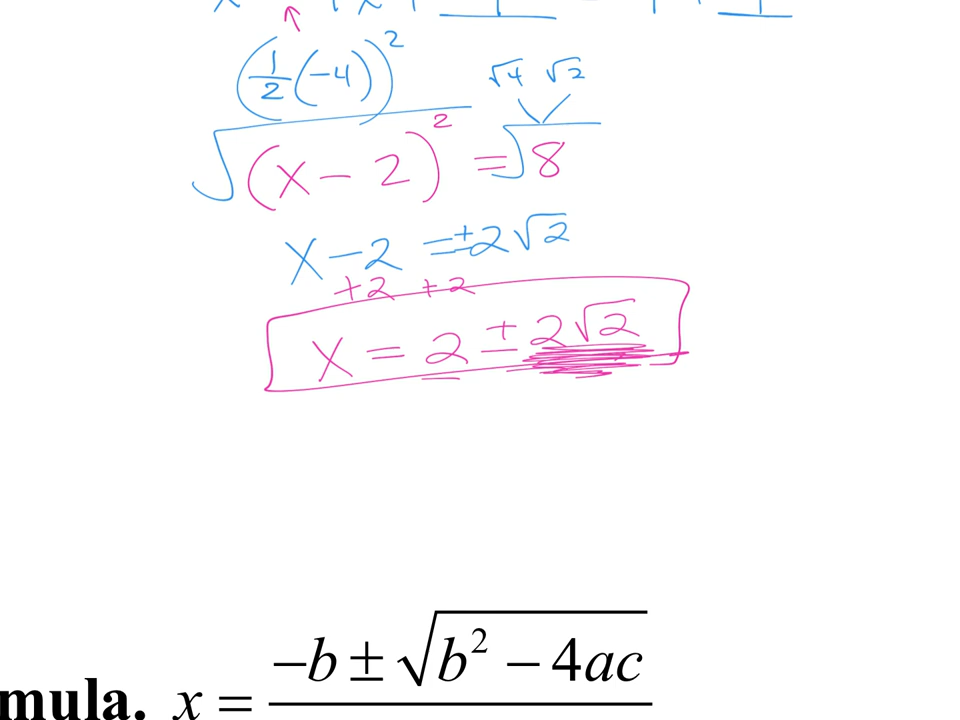 (1/2(-4))²
√4 √2
√(x-2)² = √8
x-2 = ±2√2
+2 +2
x = 2 ± 2√2
mula. x = -b ± √b² - 4ac